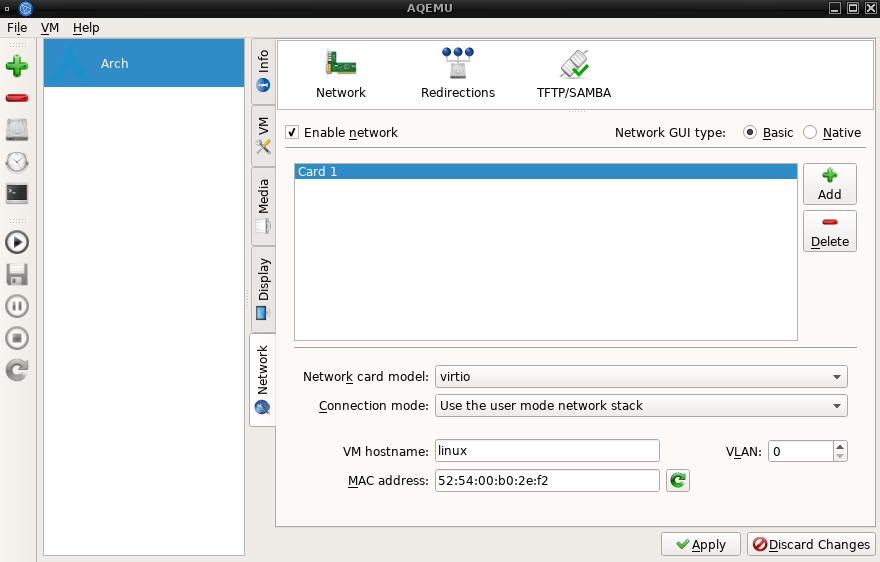 AQEMU
File VM Help
Arch
Info
VM
Media
Display
Network
Network Redirections TFTP/SAMBA
Enable network Network GUI type: Basic Native
Card 1
Add
Delete
Network card model: virtio
Connection mode: Use the user mode network stack
VM hostname: linux VLAN: 0
MAC address: 52:54:00:b0:2e:f2
Apply Discard Changes